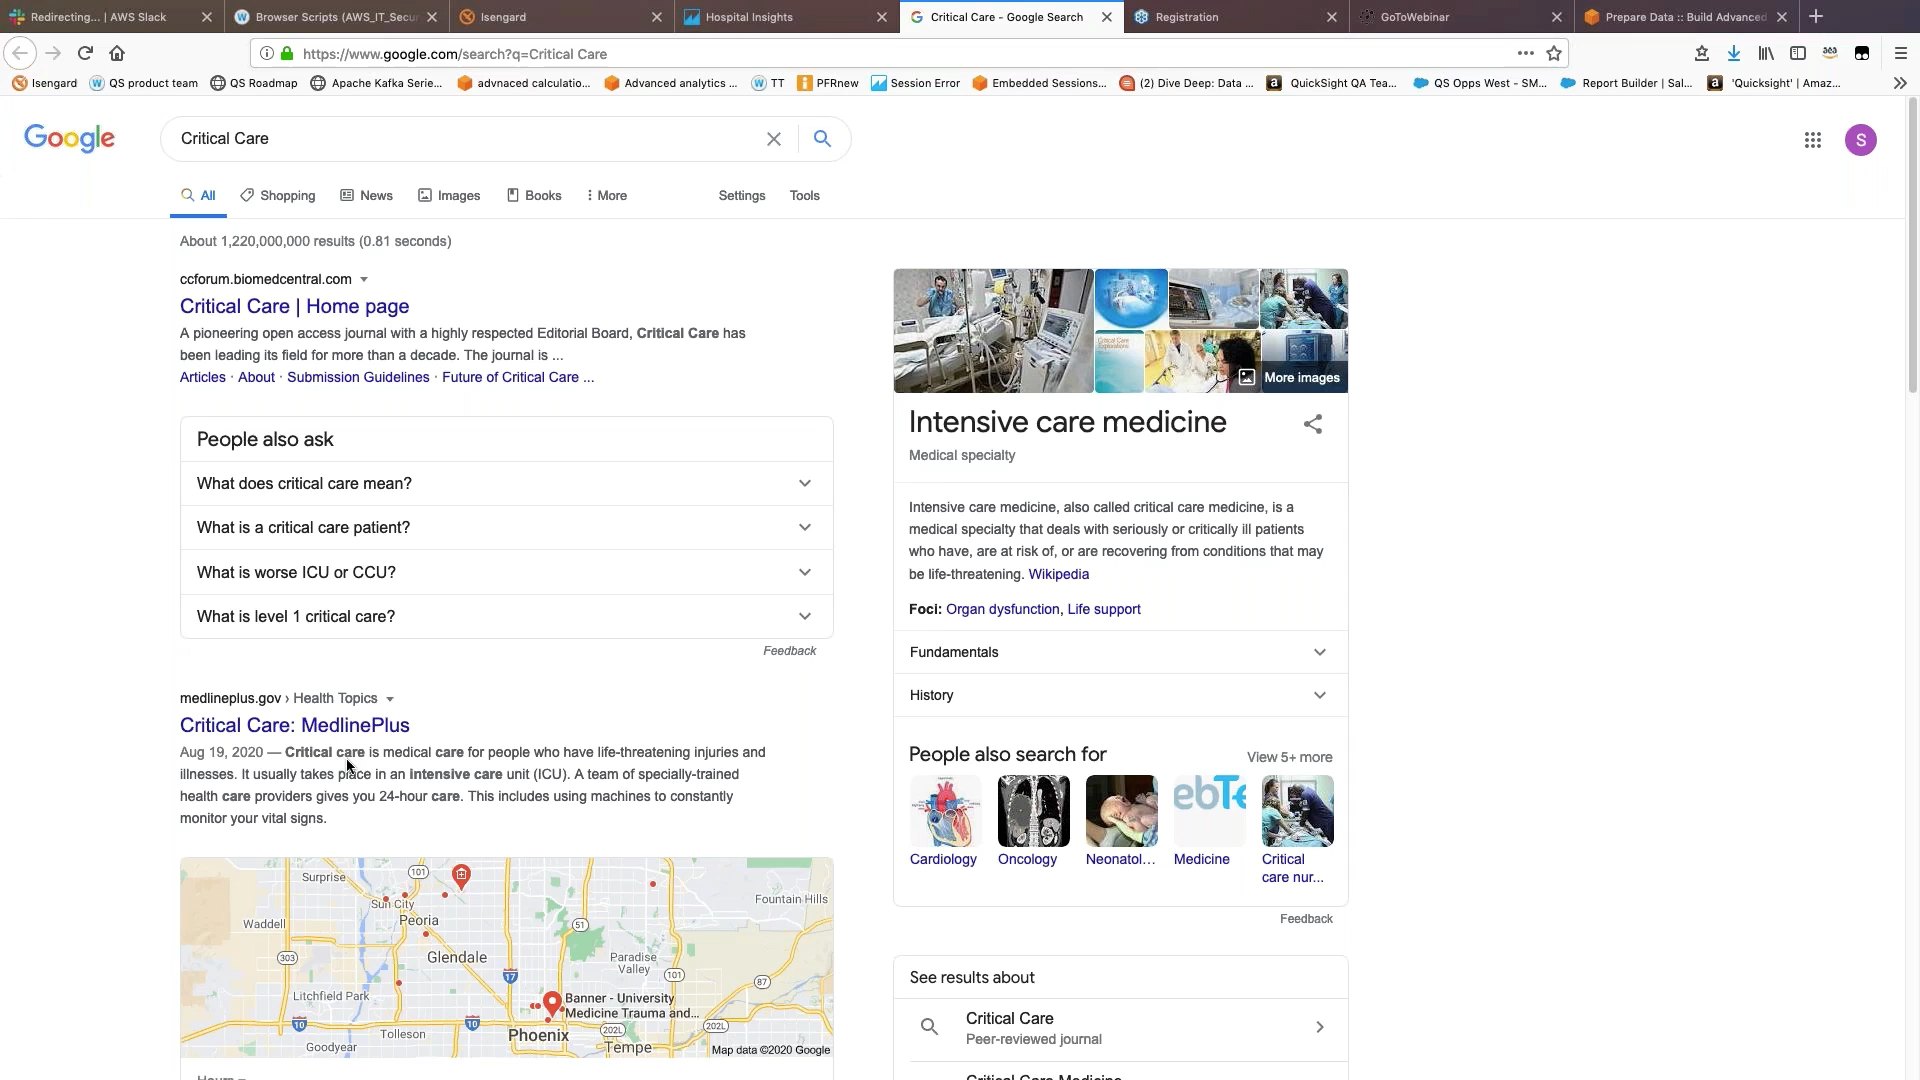 Redirecting... | AWS Slack
Browser Scripts (AWS_IT_Secur
Isengard
Hospital Insights
Critical Care - Google Search
Registration
GoToWebinar
Prepare Data :: Build Advanced
https://www.google.com/search?q=Critical Care
Isengard
QS product team
QS Roadmap
Apache Kafka Serie...
advnaced calculatio...
Advanced analytics ...
TT
PFRnew
Session Error
Embedded Sessions...
(2) Dive Deep: Data ...
QuickSight QA Tea...
QS Opps West - SM...
Report Builder | Sal...
'Quicksight' | Amaz...
Google
Critical Care
S
All
Shopping
News
Images
Books
More
Settings
Tools
About 1,220,000,000 results (0.81 seconds)
ccforum.biomedcentral.com
Critical Care | Home page
A pioneering open access journal with a highly respected Editorial Board, Critical Care has
been leading its field for more than a decade. The journal is ...
Articles · About · Submission Guidelines · Future of Critical Care ...
People also ask
What does critical care mean?
What is a critical care patient?
What is worse ICU or CCU?
What is level 1 critical care?
Feedback
medlineplus.gov › Health Topics
Critical Care: MedlinePlus
Aug 19, 2020 — Critical care is medical care for people who have life-threatening injuries and
illnesses. It usually takes place in an intensive care unit (ICU). A team of specially-trained
health care providers gives you 24-hour care. This includes using machines to constantly
monitor your vital signs.
Surprise
101
Sun City
Peoria
Fountain Hills
Waddell
51
303
Glendale
Paradise
Valley
101
17
87
Litchfield Park
Banner - University
Medicine Trauma and...
10
Tolleson
10
Phoenix
202L
202L
Goodyear
Tempe
Map data ©2020 Google
More images
Intensive care medicine
Medical specialty
Intensive care medicine, also called critical care medicine, is a
medical specialty that deals with seriously or critically ill patients
who have, are at risk of, or are recovering from conditions that may
be life-threatening. Wikipedia
Foci: Organ dysfunction, Life support
Fundamentals
History
People also search for
View 5+ more
ebTe
Cardiology
Oncology
Neonatol...
Medicine
Critical
care nur...
Feedback
See results about
Critical Care
Peer-reviewed journal
Critical Care Medicine